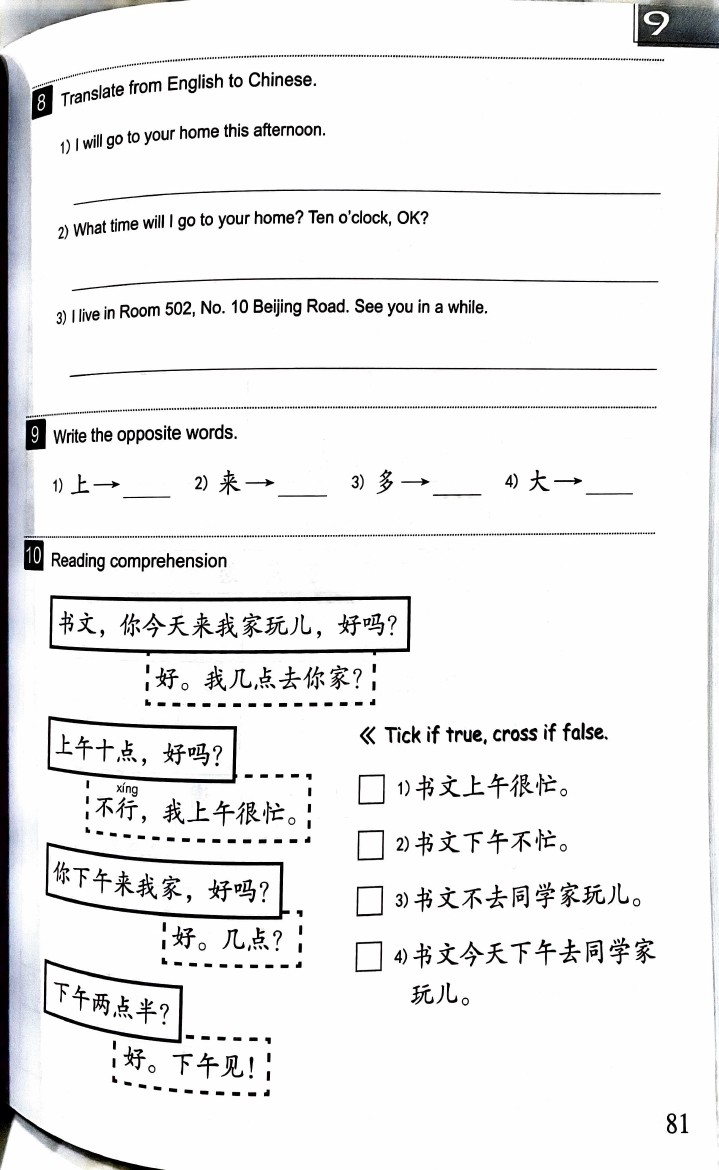 9
8 Translate from English to Chinese.
1) I will go to your home this afternoon.
2) What time will I go to your home? Ten o'clock, OK?
3) I live in Room 502, No. 10 Beijing Road. See you in a while.
9 Write the opposite words.
1) 上→____ 2) 来→____ 3) 多→____ 4) 大→____
10 Reading comprehension
书文，你今天来我家玩儿，好吗？
好。我几点去你家？
上午十点，好吗？
xíng
不行，我上午很忙。
你下午来我家，好吗？
好。几点？
下午两点半？
好。下午见！
≪ Tick if true, cross if false.
□ 1) 书文上午很忙。
□ 2) 书文下午不忙。
□ 3) 书文不去同学家玩儿。
□ 4) 书文今天下午去同学家
玩儿。
81